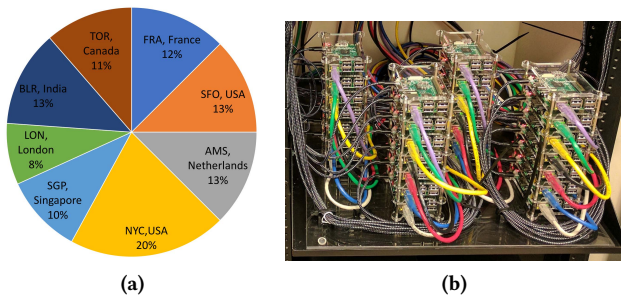 TOR,
Canada
11%
FRA, France
12%
BLR, India
13%
SFO, USA
13%
LON,
London
8%
AMS,
Netherlands
13%
SGP,
Singapore
10%
NYC,USA
20%
(a)
(b)